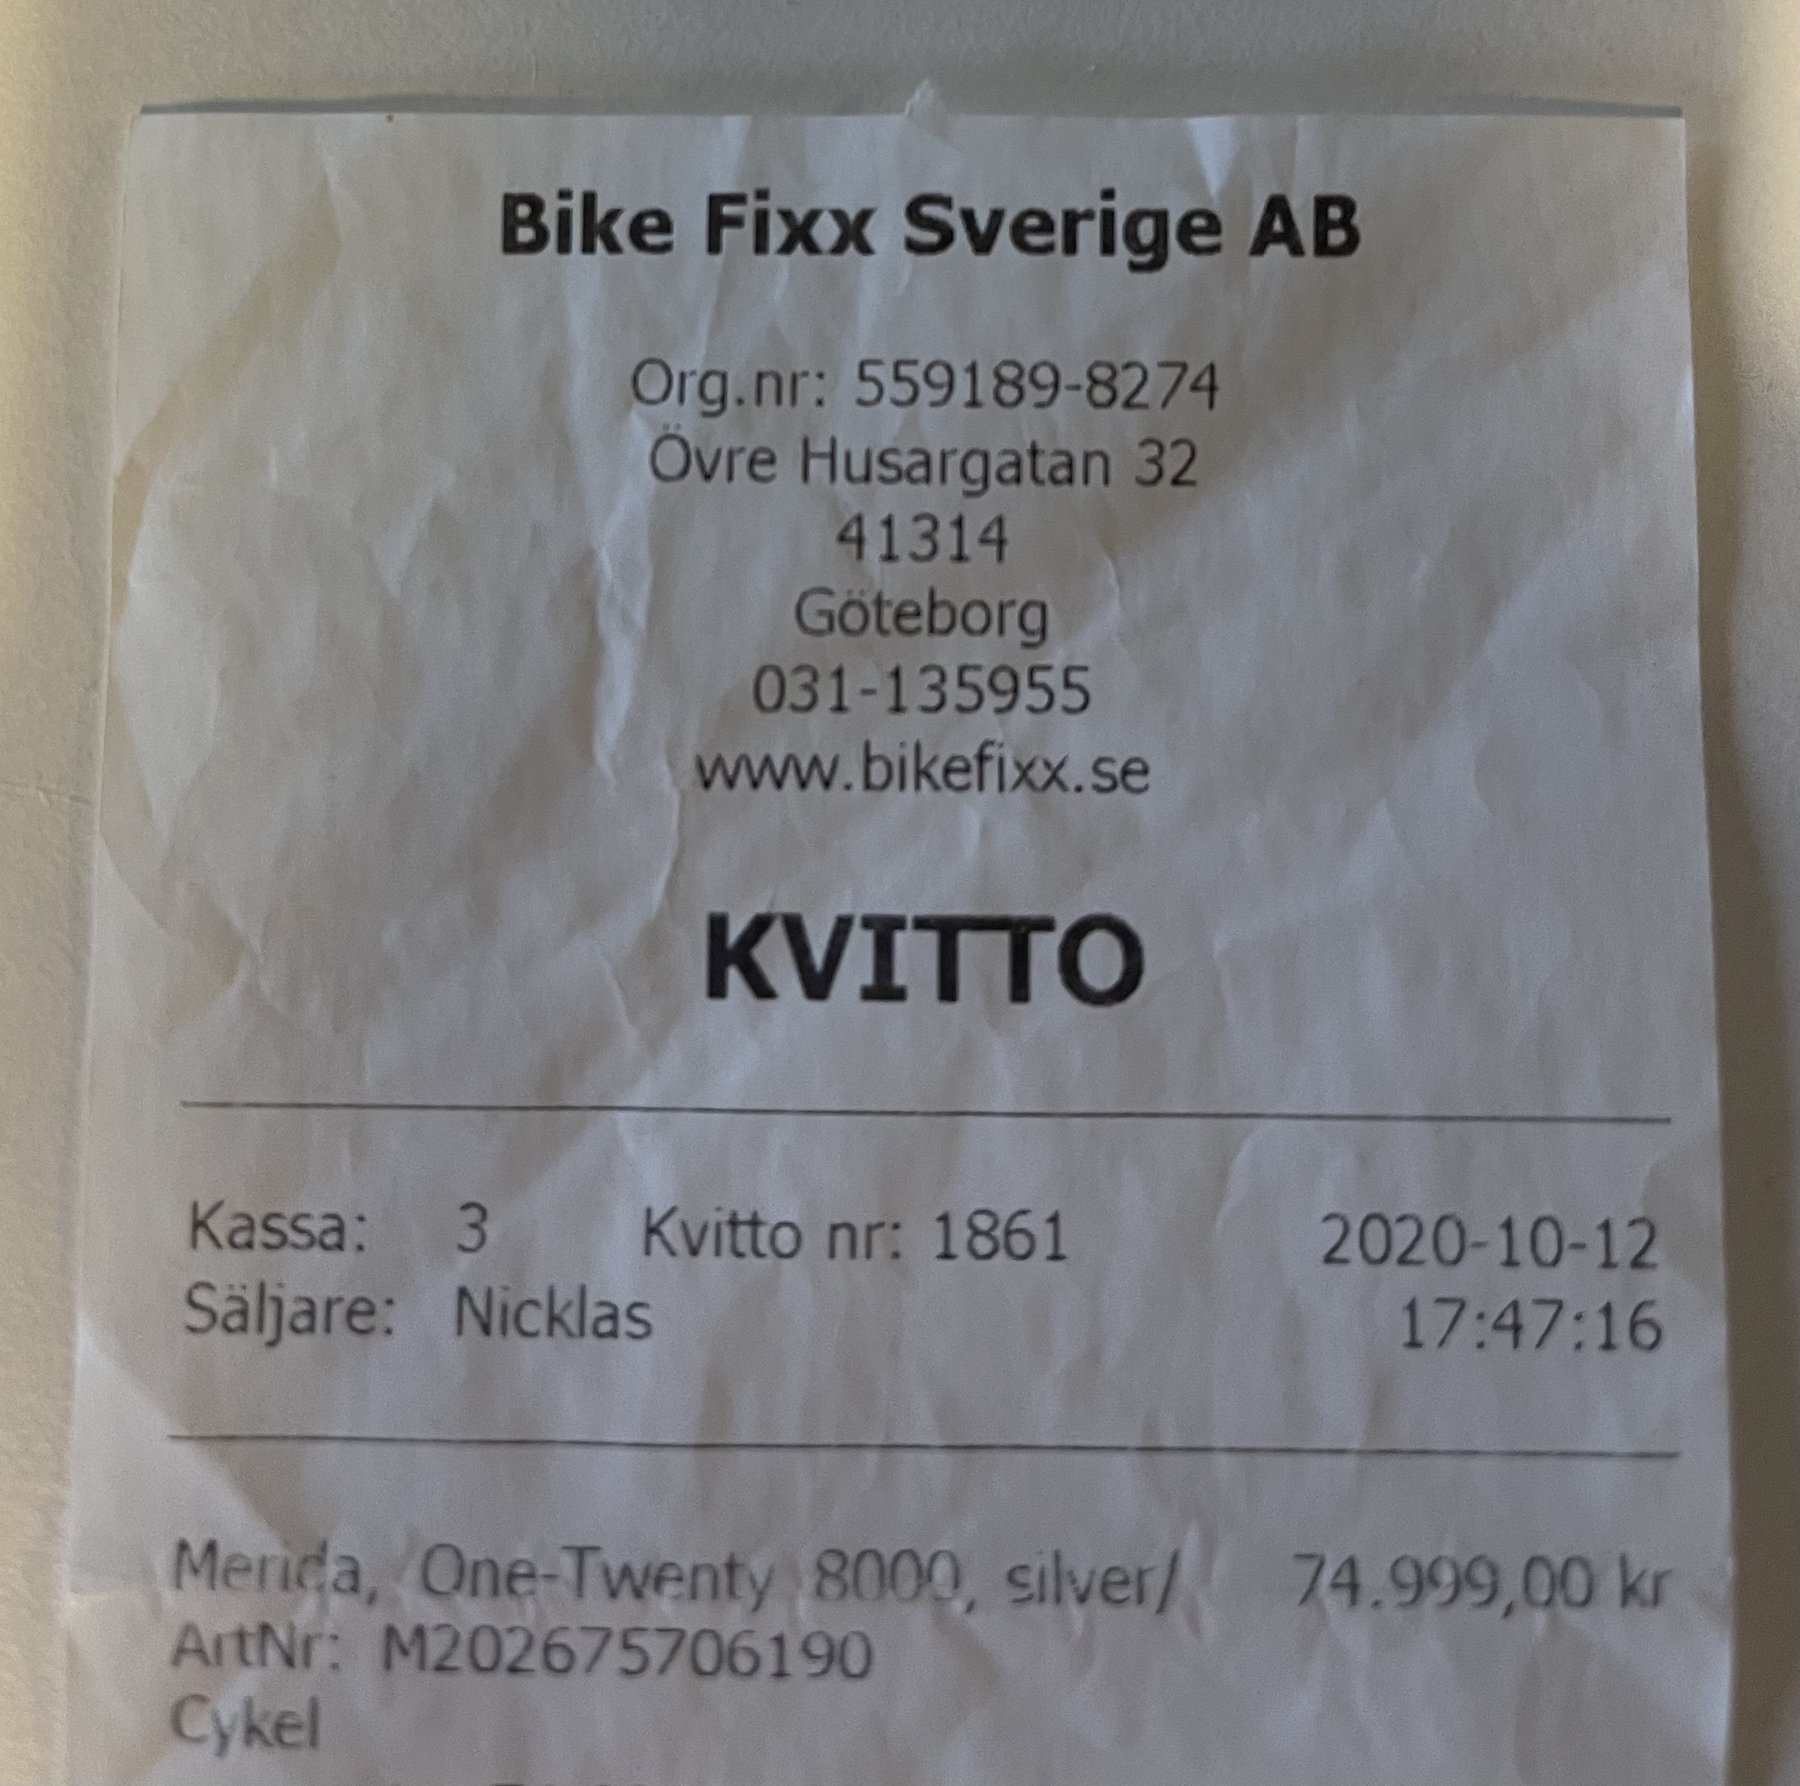 Bike Fixx Sverige AB
Org.nr: 559189-8274
Övre Husargatan 32
41314
Göteborg
031-135955
www.bikefixx.se
KVITTO
Kassa: 3 Kvitto nr: 1861 2020-10-12
Säljare: Nicklas 17:47:16
Merida, One-Twenty 8000, silver/ 74.999,00 kr
ArtNr: M202675706190
Cykel